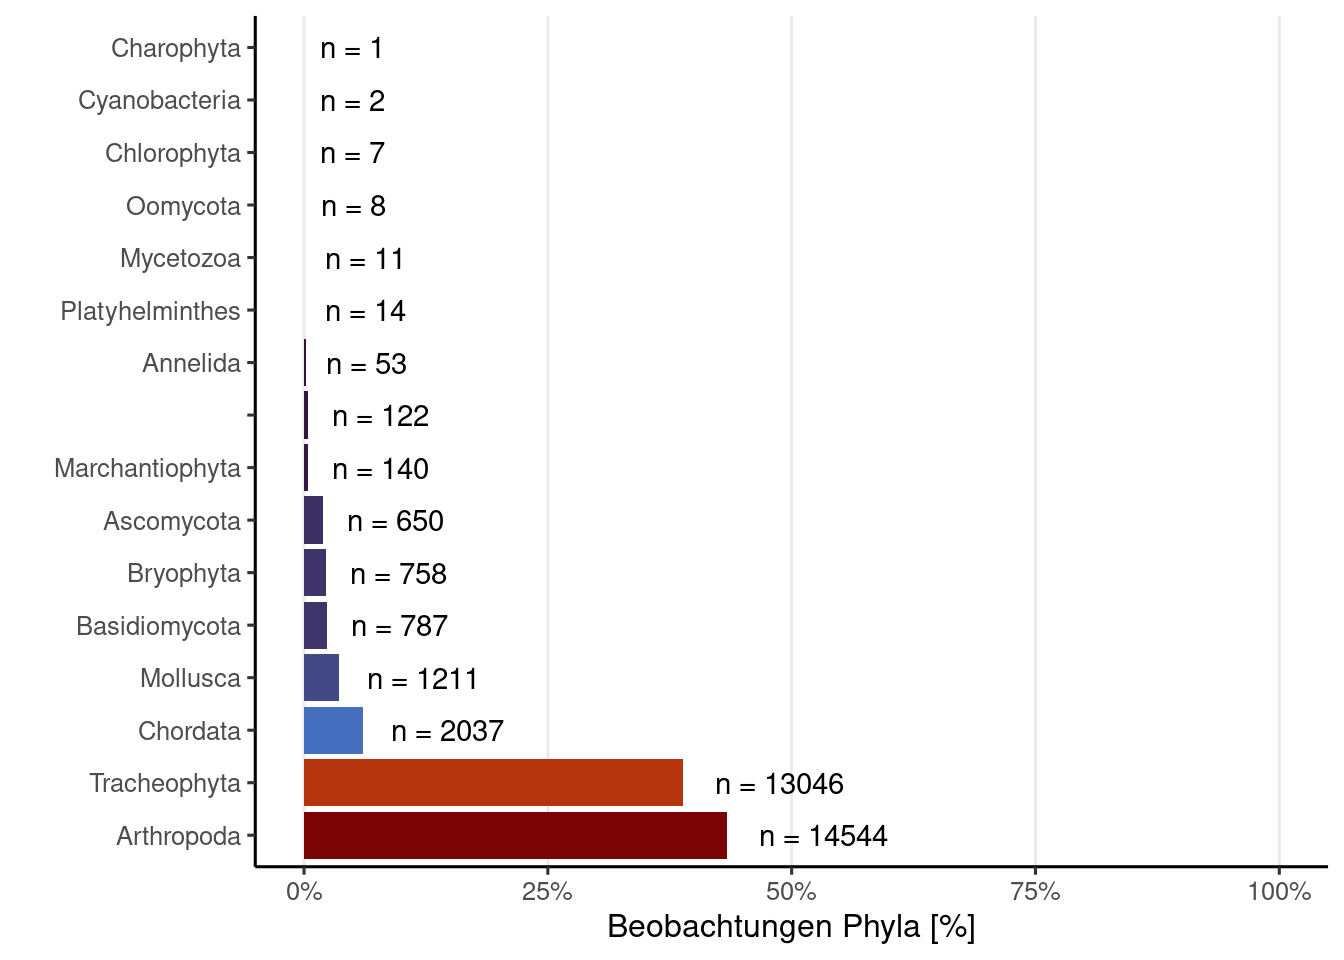 Charophyta n = 1
Cyanobacteria n = 2
Chlorophyta n = 7
Oomycota n = 8
Mycetozoa n = 11
Platyhelminthes n = 14
Annelida n = 53
n = 122
Marchantiophyta n = 140
Ascomycota n = 650
Bryophyta n = 758
Basidiomycota n = 787
Mollusca n = 1211
Chordata n = 2037
Tracheophyta n = 13046
Arthropoda n = 14544
0% 25% 50% 75% 100%
Beobachtungen Phyla [%]